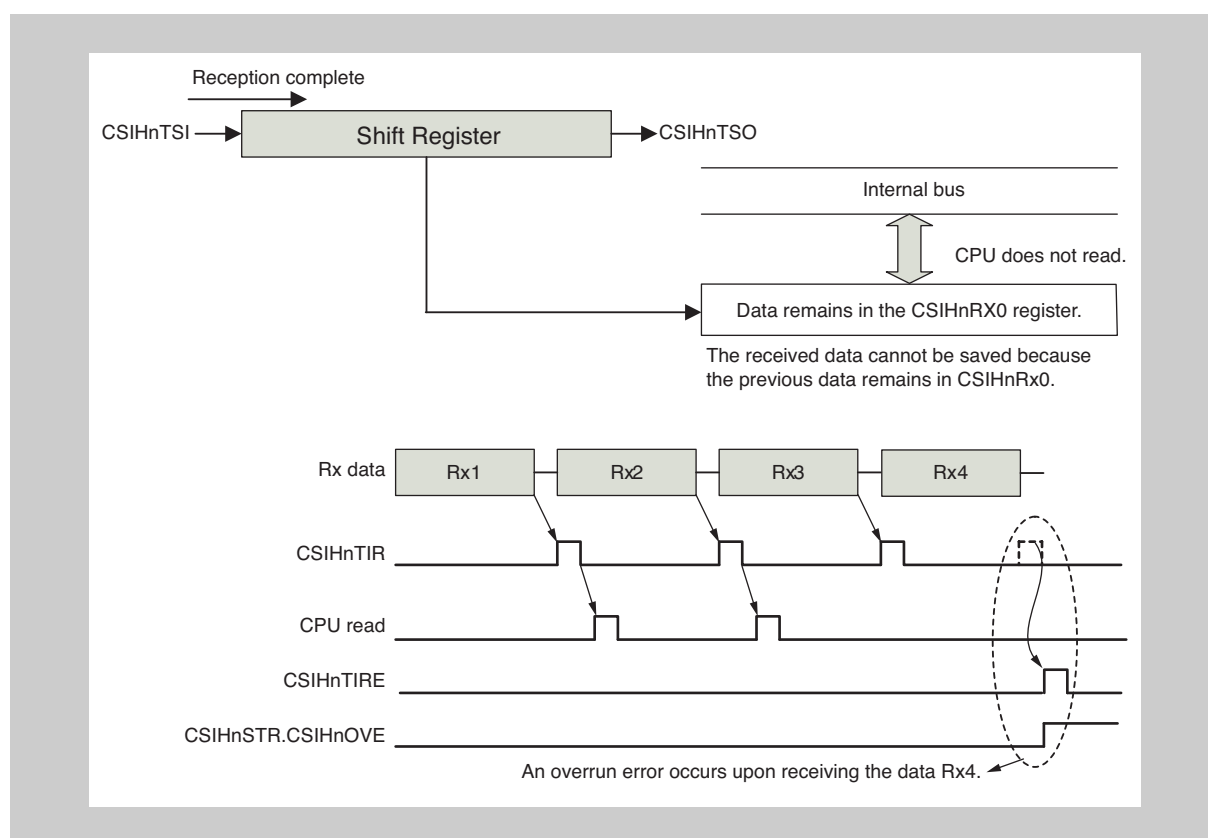 Reception complete
CSIHnTSI
Shift Register
CSIHnTSO
Internal bus
CPU does not read.
Data remains in the CSIHnRX0 register.
The received data cannot be saved because
the previous data remains in CSIHnRx0.
Rx data
Rx1
Rx2
Rx3
Rx4
CSIHnTIR
CPU read
CSIHnTIRE
CSIHnSTR.CSIHnOVE
An overrun error occurs upon receiving the data Rx4.